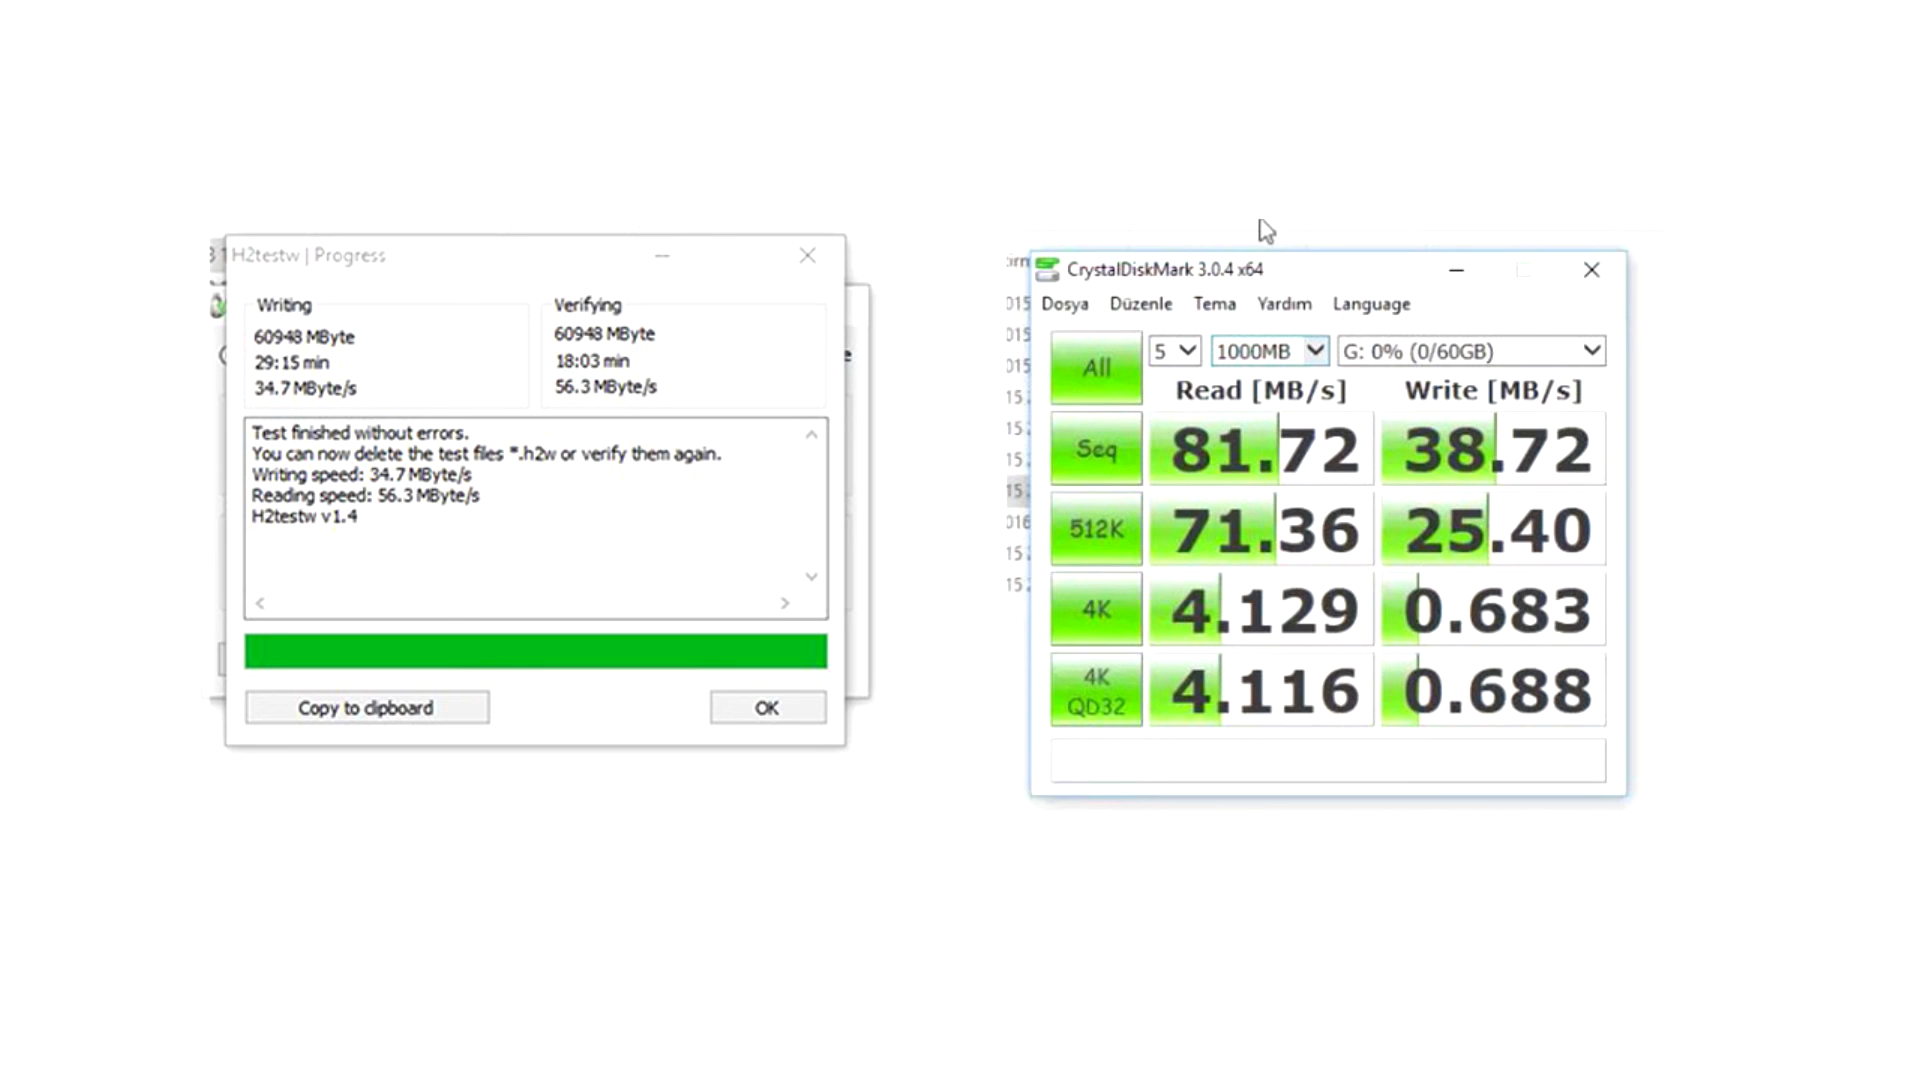 H2testw | Progress
Writing
60948 MByte
29:15 min
34.7 MByte/s
Verifying
60948 MByte
18:03 min
56.3 MByte/s
Test finished without errors.
You can now delete the test files *.h2w or verify them again.
Writing speed: 34.7 MByte/s
Reading speed: 56.3 MByte/s
H2testw v1.4
Copy to clipboard
OK
CrystalDiskMark 3.0.4 x64
Dosya Düzenle Tema Yardım Language
All 5 1000MB G: 0% (0/60GB)
Read [MB/s] Write [MB/s]
Seq 81.72 38.72
512K 71.36 25.40
4K 4.129 0.683
4K QD32 4.116 0.688